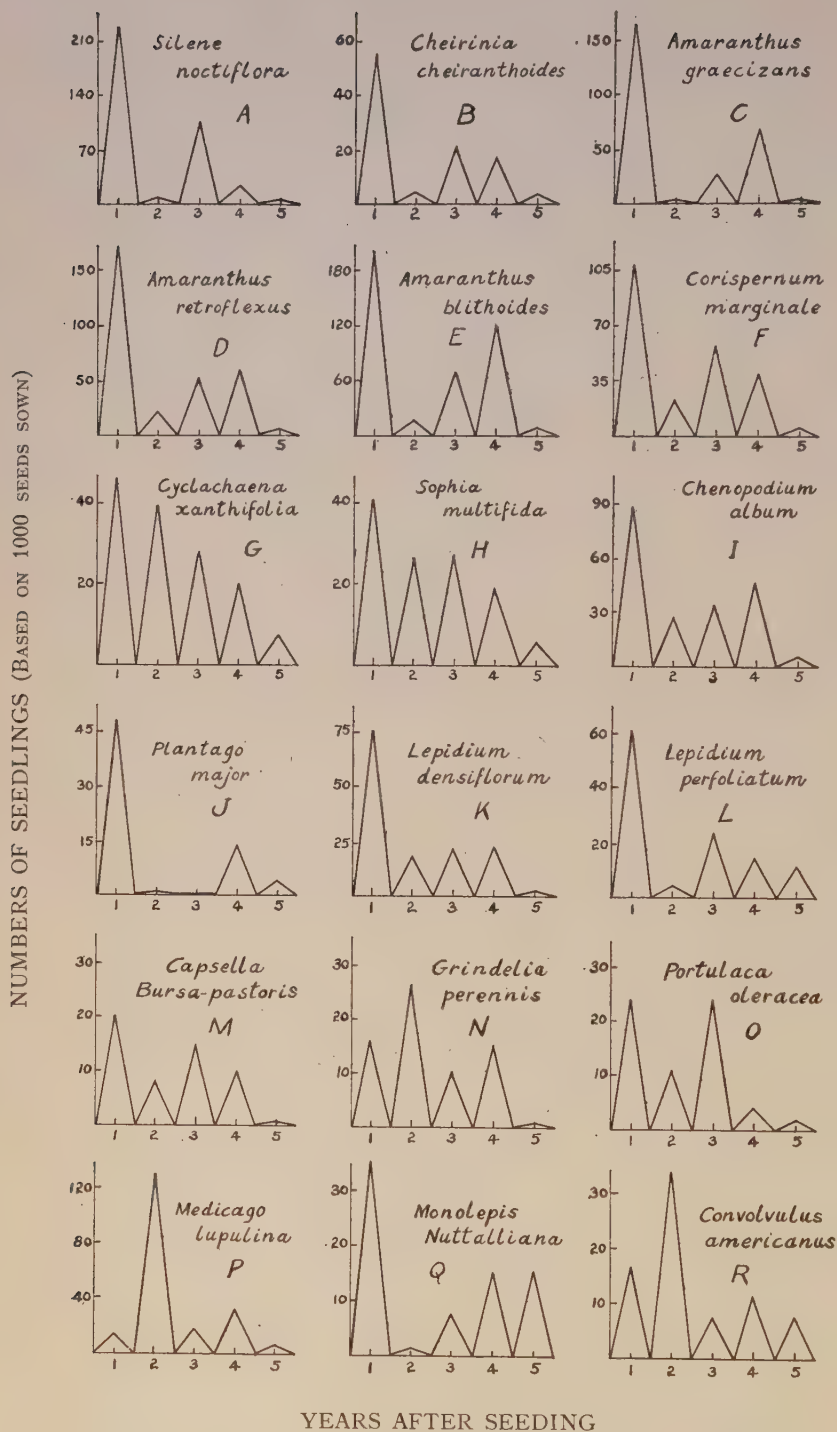 NUMBERS OF SEEDLINGS (BASED ON 1000 SEEDS SOWN)
210
140
70
Silene
noctiflora
A
1 2 3 4 5
60
40
20
Cheirinia
cheiranthoides
B
1 2 3 4 5
150
100
50
Amaranthus
graecizans
C
1 2 3 4 5
150
100
50
Amaranthus
retroflexus
D
1 2 3 4 5
180
120
60
Amaranthus
blithoides
E
1 2 3 4 5
105
70
35
Corispernum
marginale
F
1 2 3 4 5
40
20
Cyclachaena
xanthifolia
G
1 2 3 4 5
40
20
Sophia
multifida
H
1 2 3 4 5
90
60
30
Chenopodium
album
I
1 2 3 4 5
45
30
15
Plantago
major
J
1 2 3 4 5
75
50
25
Lepidium
densiflorum
K
1 2 3 4 5
60
40
20
Lepidium
perfoliatum
L
1 2 3 4 5
30
20
10
Capsella
Bursa-pastoris
M
1 2 3 4 5
30
20
10
Grindelia
perennis
N
1 2 3 4 5
30
20
10
Portulaca
oleracea
O
1 2 3 4 5
120
80
40
Medicago
lupulina
P
1 2 3 4 5
30
20
10
Monolepis
Nuttalliana
Q
1 2 3 4 5
30
20
10
Convolvulus
americanus
R
1 2 3 4 5
YEARS AFTER SEEDING